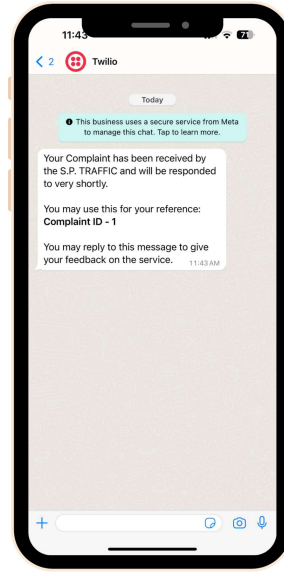 11:43
71
2
Twilio
Today
This business uses a secure service from Meta
to manage this chat. Tap to learn more.
Your Complaint has been received by
the S.P. TRAFFIC and will be responded
to very shortly.
You may use this for your reference:
Complaint ID - 1
You may reply to this message to give
your feedback on the service.
11:43 AM